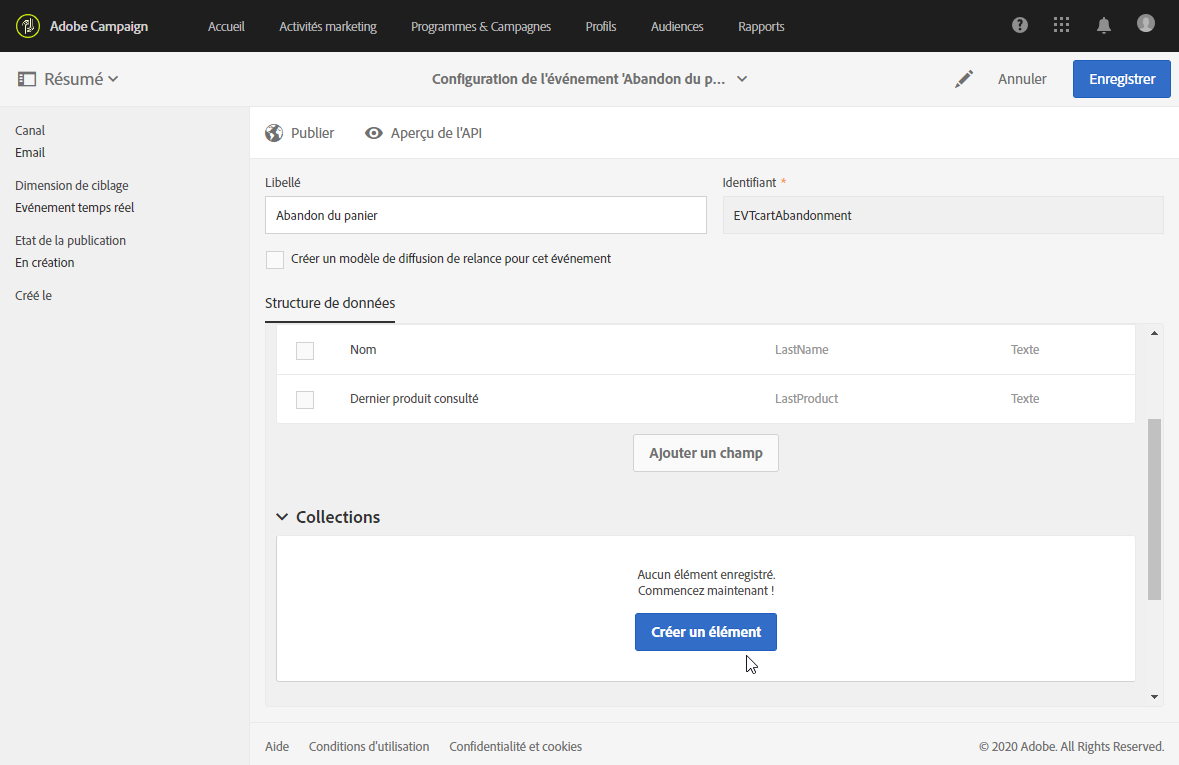 Adobe Campaign Accueil Activités marketing Programmes & Campagnes Profils Audiences Rapports
Résumé Configuration de l'événement 'Abandon du p... Annuler Enregistrer
Canal
Email
Dimension de ciblage
Evénement temps réel
Etat de la publication
En création
Créé le
Publier Aperçu de l'API
Libellé Identifiant *
Abandon du panier EVTcartAbandonment
Créer un modèle de diffusion de relance pour cet événement
Structure de données
Nom LastName Texte
Dernier produit consulté LastProduct Texte
Ajouter un champ
Collections
Aucun élément enregistré.
Commencez maintenant !
Créer un élément
Aide Conditions d'utilisation Confidentialité et cookies © 2020 Adobe. All Rights Reserved.